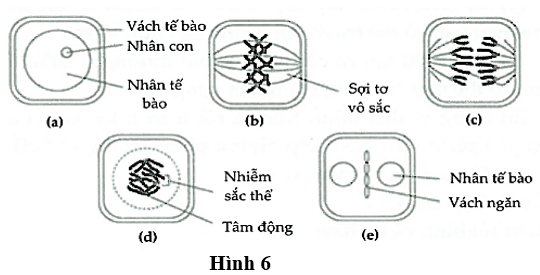 Vách tế bào
Nhân con
Nhân tế
bào
(a)
(b)
Sợi tơ
vô sắc
(c)
(d)
Nhiễm
sắc thể
Tâm động
(e)
Nhân tế bào
Vách ngăn
Hình 6